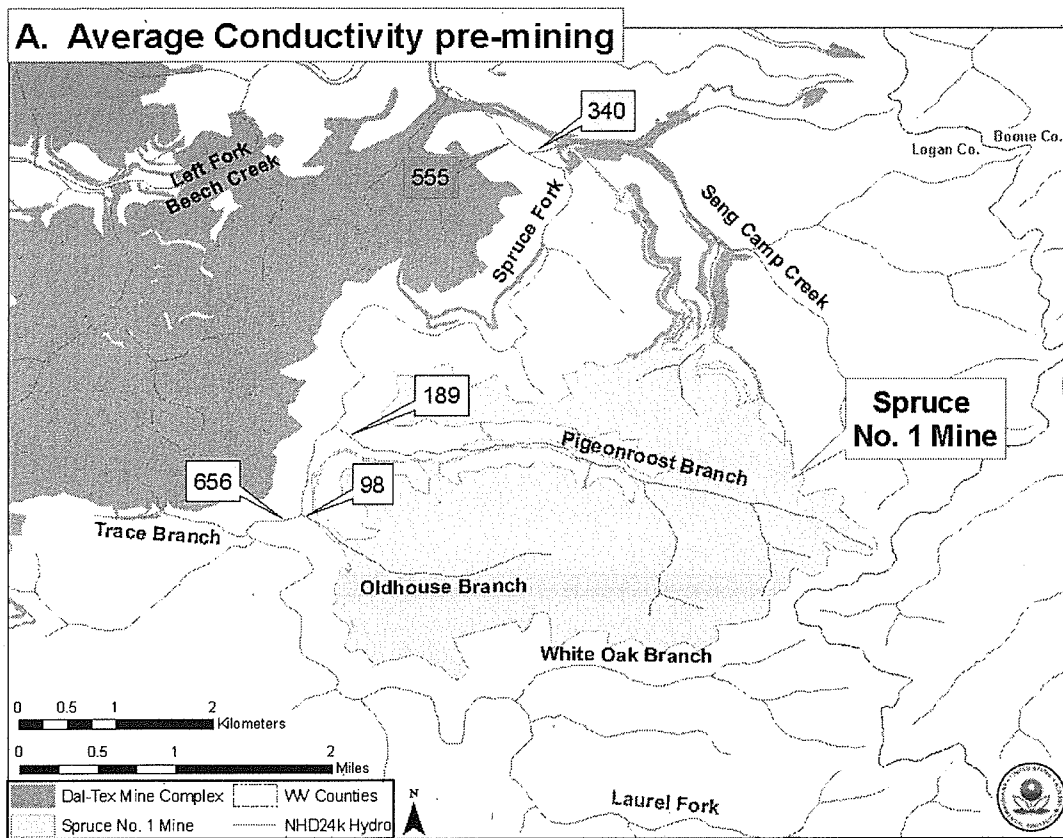 A. Average Conductivity pre-mining
340
Boone Co.
Logan Co.
Left Fork
Beech Creek
555
Spruce Fork
Seng Camp Creek
189
Spruce
No. 1 Mine
Pigeonroost Branch
656
98
Trace Branch
Oldhouse Branch
White Oak Branch
0 0.5 1 2
Kilometers
0 0.5 1 2
Miles
Dal-Tex Mine Complex
WV Counties
Spruce No. 1 Mine
NHD24k Hydro
N
Laurel Fork